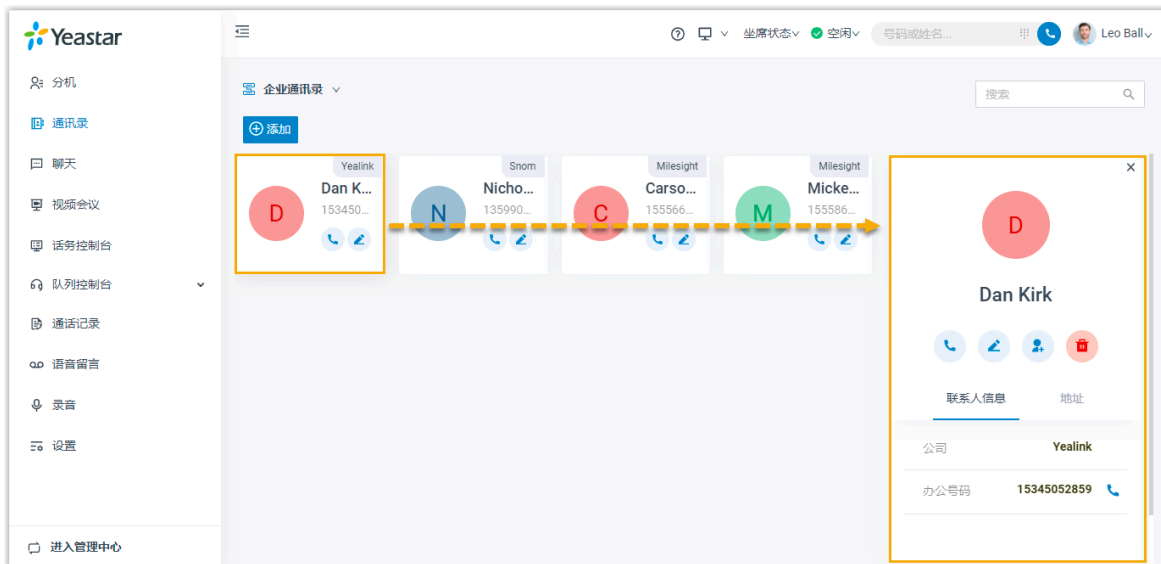 Yeastar
坐席状态
空闲
号码或姓名...
Leo Ball
分机
通讯录
聊天
视频会议
话务控制台
队列控制台
通话记录
语音留言
录音
设置
进入管理中心
企业通讯录
搜索
添加
Yealink
Dan K...
D
153450...
Snom
Nicho...
N
135990...
Milesight
Carso...
C
155566...
Milesight
Micke...
M
155586...
D
Dan Kirk
联系人信息 地址
公司 Yealink
办公号码 15345052859